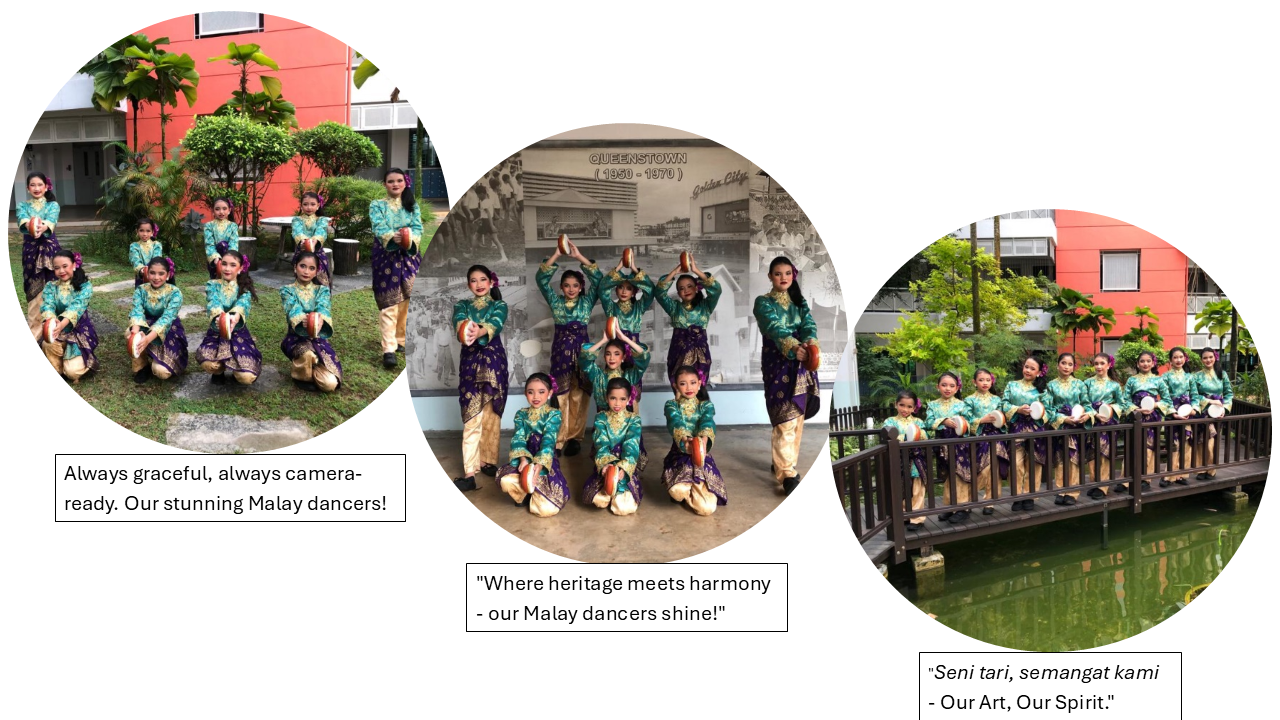 Always graceful, always camera-
ready. Our stunning Malay dancers!
QUEENSTOWN
( 1950 - 1970 )
Golden City
"Where heritage meets harmony
- our Malay dancers shine!"
"Seni tari, semangat kami
- Our Art, Our Spirit."